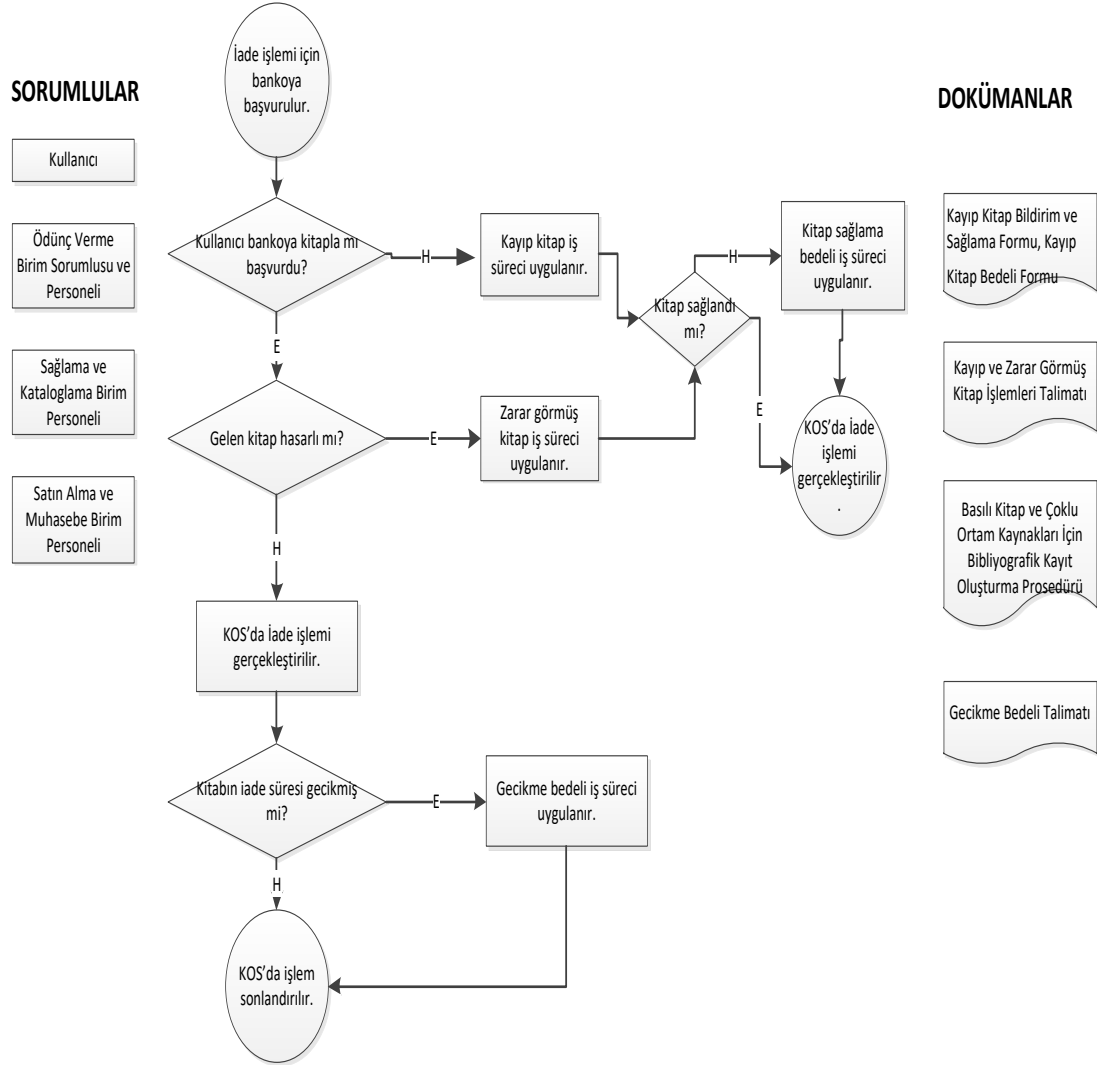 SORUMLULAR
Kullanıcı
Ödünç Verme
Birim Sorumlusu ve
Personeli
Sağlama ve
Kataloglama Birim
Personeli
Satın Alma ve
Muhasebe Birim
Personeli
İade işlemi için
bankoya
başvurulur.
Kullanıcı bankoya kitapla mı
başvurdu?
H
Kayıp kitap iş
süreci uygulanır.
Kitap sağlandı
mı?
H
Kitap sağlama
bedeli iş süreci
uygulanır.
E
E
Gelen kitap hasarlı mı?
E
Zarar görmüş
kitap iş süreci
uygulanır.
KOS’da İade
işlemi
gerçekleştirilir
.
H
KOS’da İade işlemi
gerçekleştirilir.
Kitabın iade süresi gecikmiş
mi?
E
Gecikme bedeli iş süreci
uygulanır.
H
KOS’da işlem
sonlandırılır.
DOKÜMANLAR
Kayıp Kitap Bildirim ve
Sağlama Formu, Kayıp
Kitap Bedeli Formu
Kayıp ve Zarar Görmüş
Kitap İşlemleri Talimatı
Basılı Kitap ve Çoklu
Ortam Kaynakları İçin
Bibliyografik Kayıt
Oluşturma Prosedürü
Gecikme Bedeli Talimatı